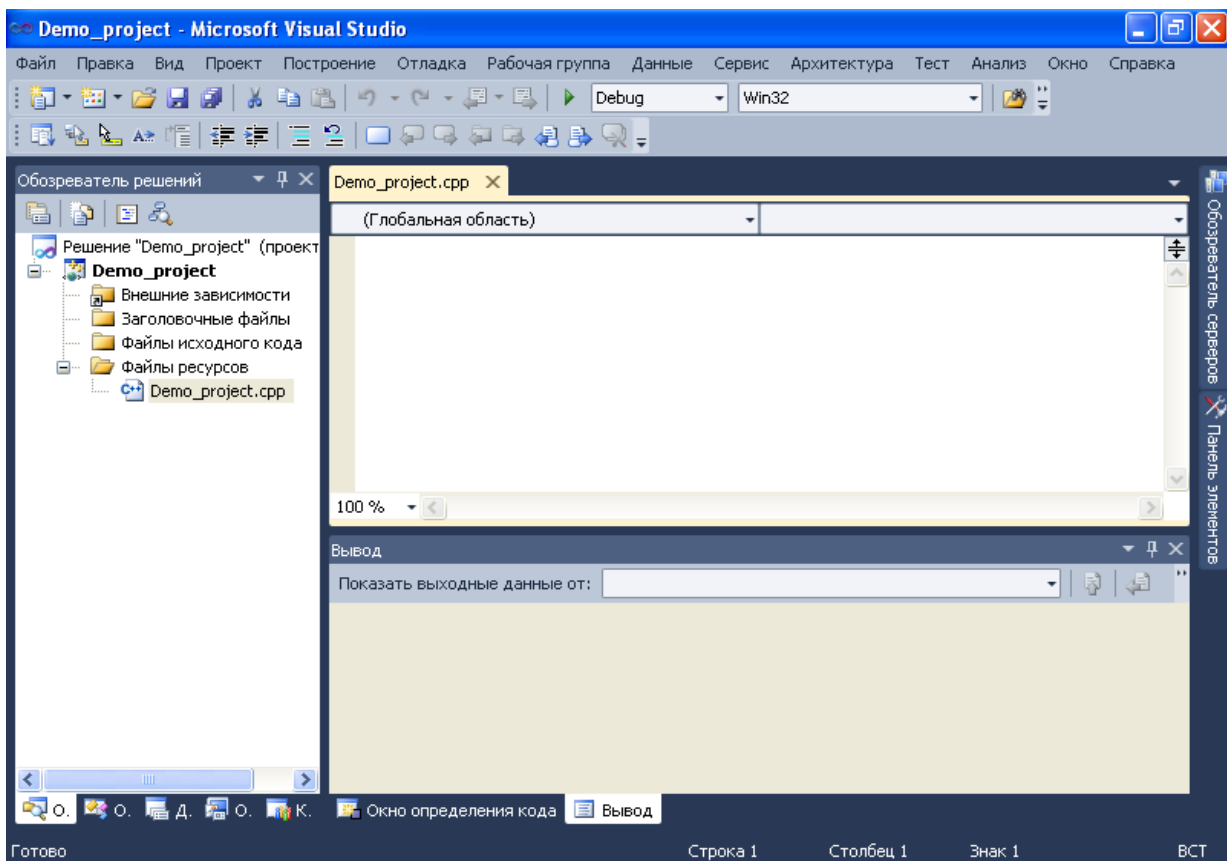 Demo_project - Microsoft Visual Studio
Файл Правка Вид Проект Построение Отладка Рабочая группа Данные Сервис Архитектура Тест Анализ Окно Справка
Debug Win32
Обозреватель решений
Решение "Demo_project" (проект
Demo_project
Внешние зависимости
Заголовочные файлы
Файлы исходного кода
Файлы ресурсов
Demo_project.cpp
Demo_project.cpp
(Глобальная область)
100 %
Вывод
Показать выходные данные от:
Обозреватель серверов
Панель элементов
О. О. Д. О. К.
Окно определения кода Вывод
Готово Строка 1 Столбец 1 Знак 1 ВСТ